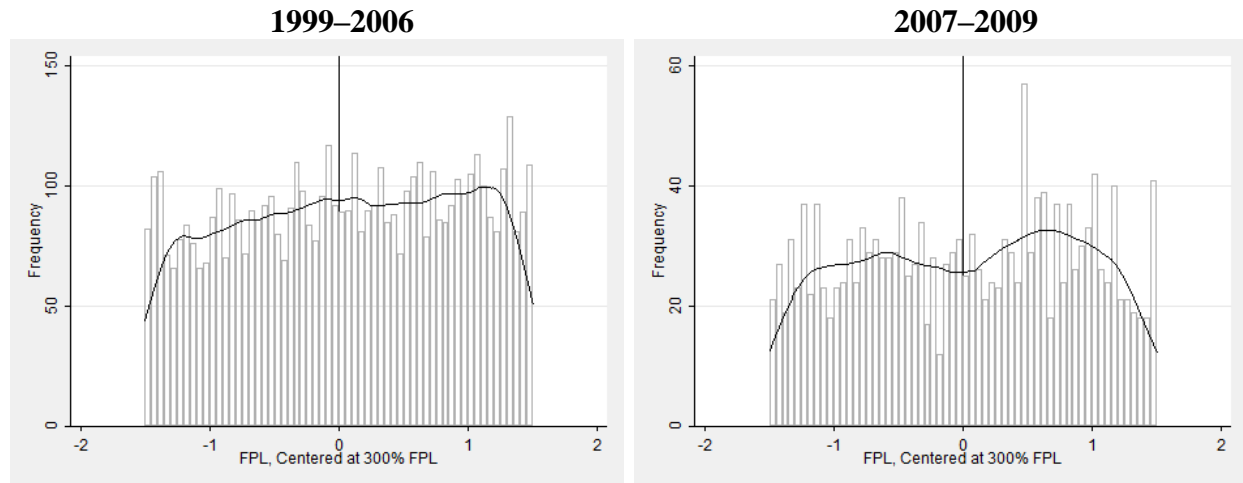 1999–2006
150
100
50
0
Frequency
-2 -1 0 1 2
FPL, Centered at 300% FPL
2007–2009
60
40
20
0
Frequency
-2 -1 0 1 2
FPL, Centered at 300% FPL